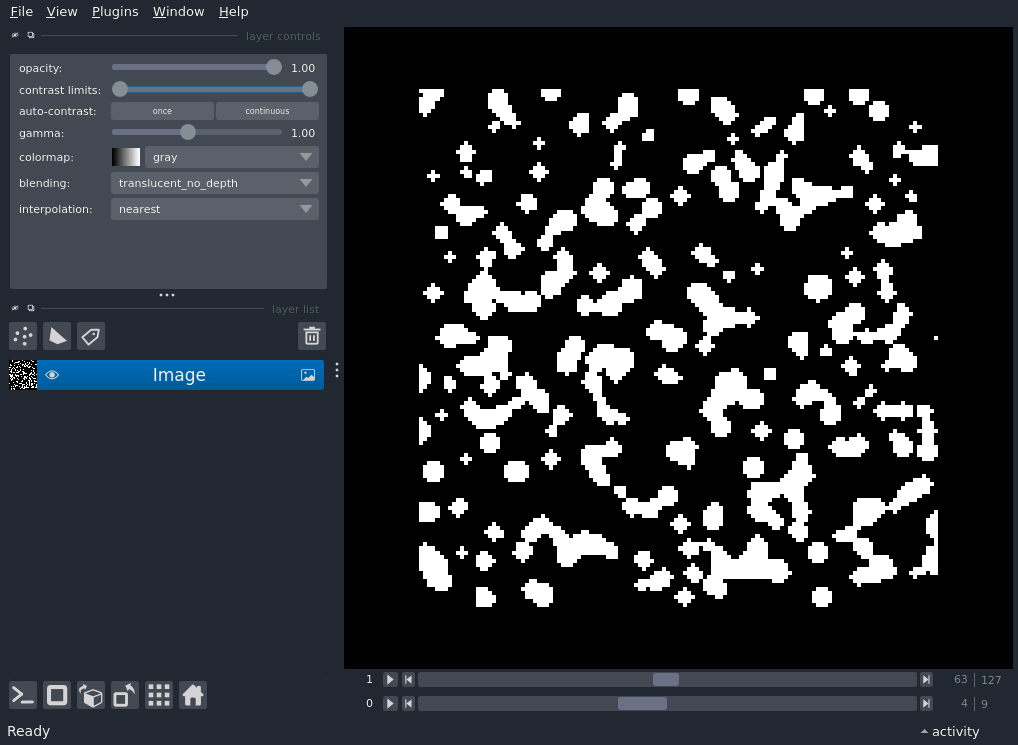 File View Plugins Window Help
layer controls
opacity: 1.00
contrast limits:
auto-contrast: once continuous
gamma: 1.00
colormap: gray
blending: translucent_no_depth
interpolation: nearest
layer list
Image
1 63 127
0 4 9
Ready activity